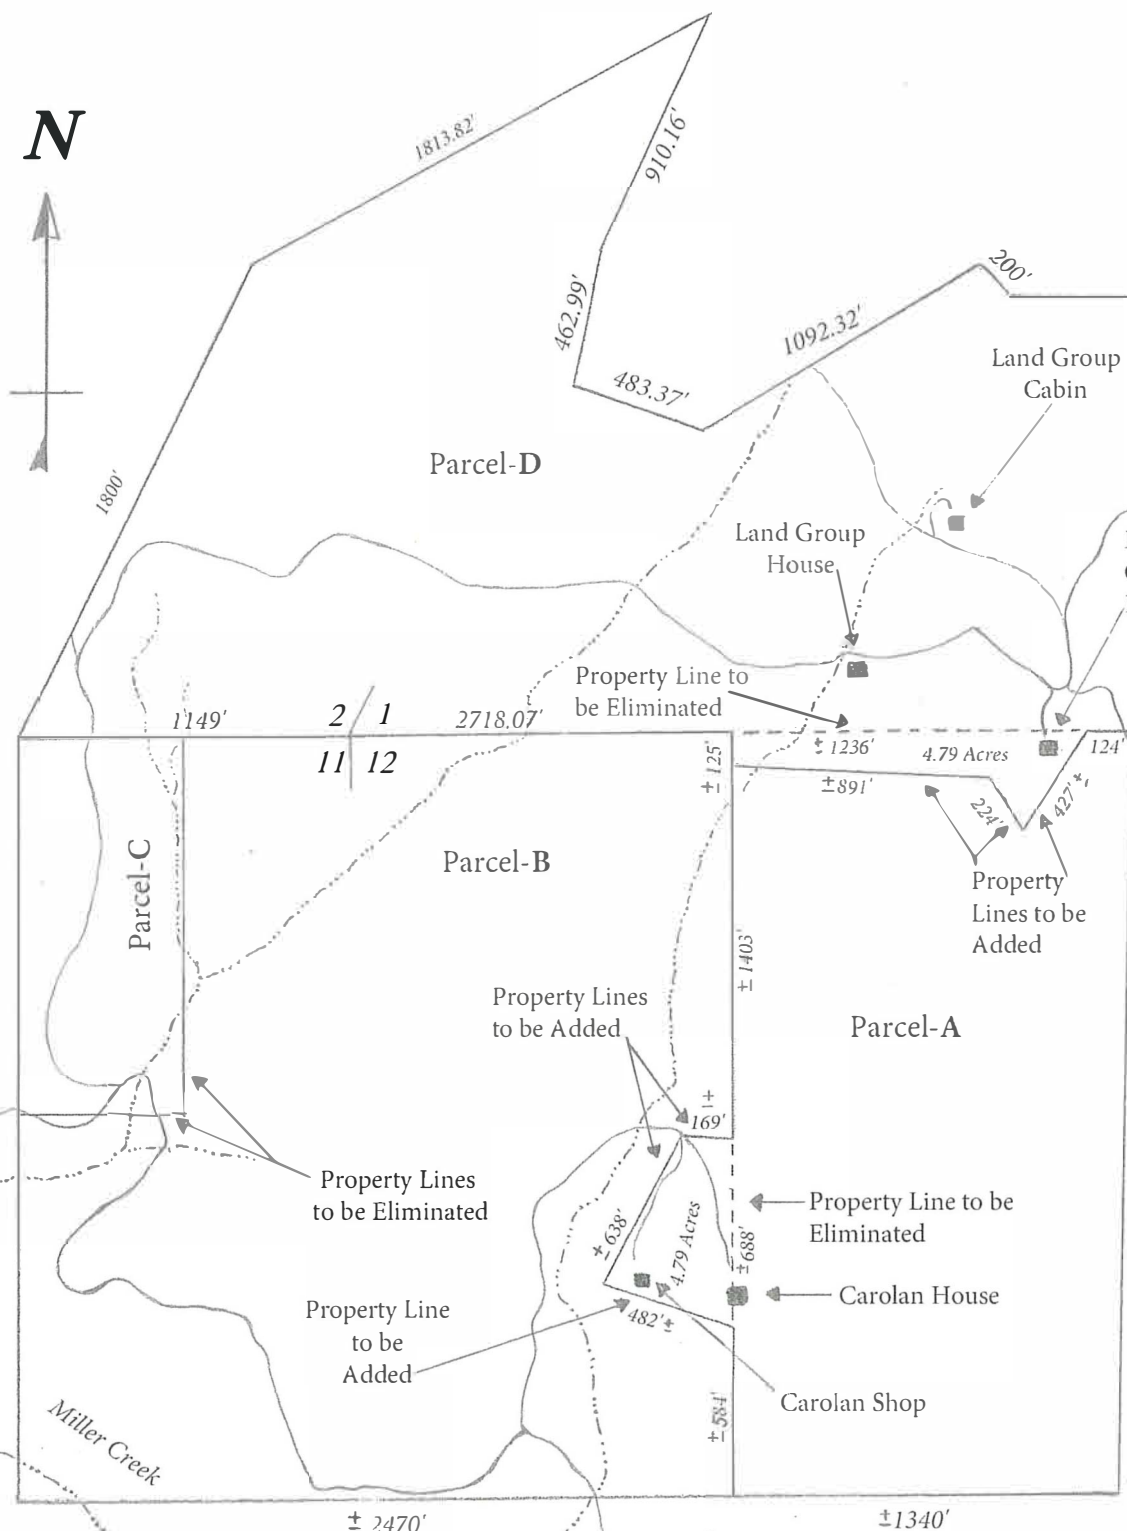 N
1813.82'
910.16'
462.99'
483.37'
1092.32'
200'
Land Group
Cabin
Parcel-D
1800'
Land Group
House
Property Line to
be Eliminated
1149'
2 / 1
11 | 12
2718.07'
± 125'
± 1236'
4.79 Acres
124'
±891'
224'
427' ±
Parcel-C
Parcel-B
Property
Lines to be
Added
± 1403'
Property Lines
to be Added
Parcel-A
±
169'
Property Lines
to be Eliminated
± 638'
4.79 Acres
Property Line to be
Eliminated
±688'
Carolan House
Property Line
to be
Added
482' ±
Carolan Shop
±584'
Miller Creek
± 2470'
±1340'